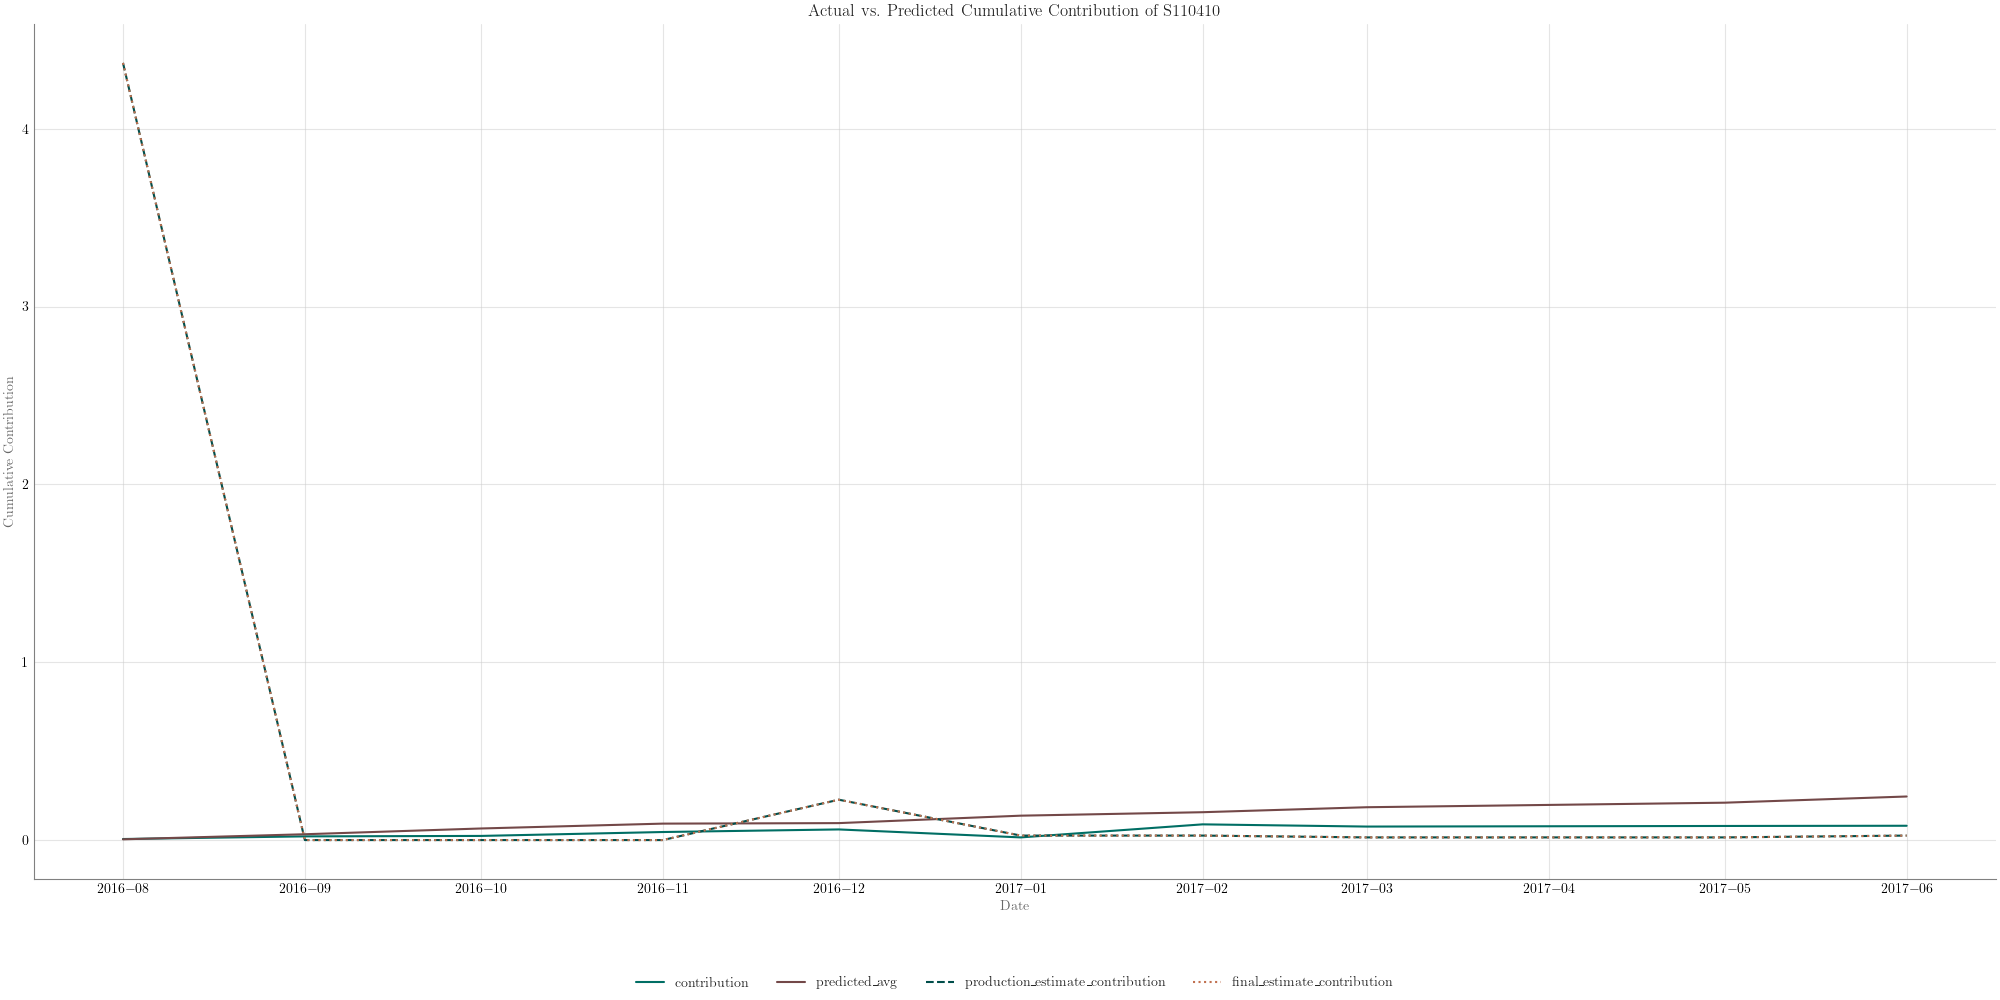 Actual vs. Predicted Cumulative Contribution of S110410
Cumulative Contribution
4
3
2
1
0
2016-08 2016-09 2016-10 2016-11 2016-12 2017-01 2017-02 2017-03 2017-04 2017-05 2017-06
Date
contribution predicted_avg production_estimate_contribution final_estimate_contribution